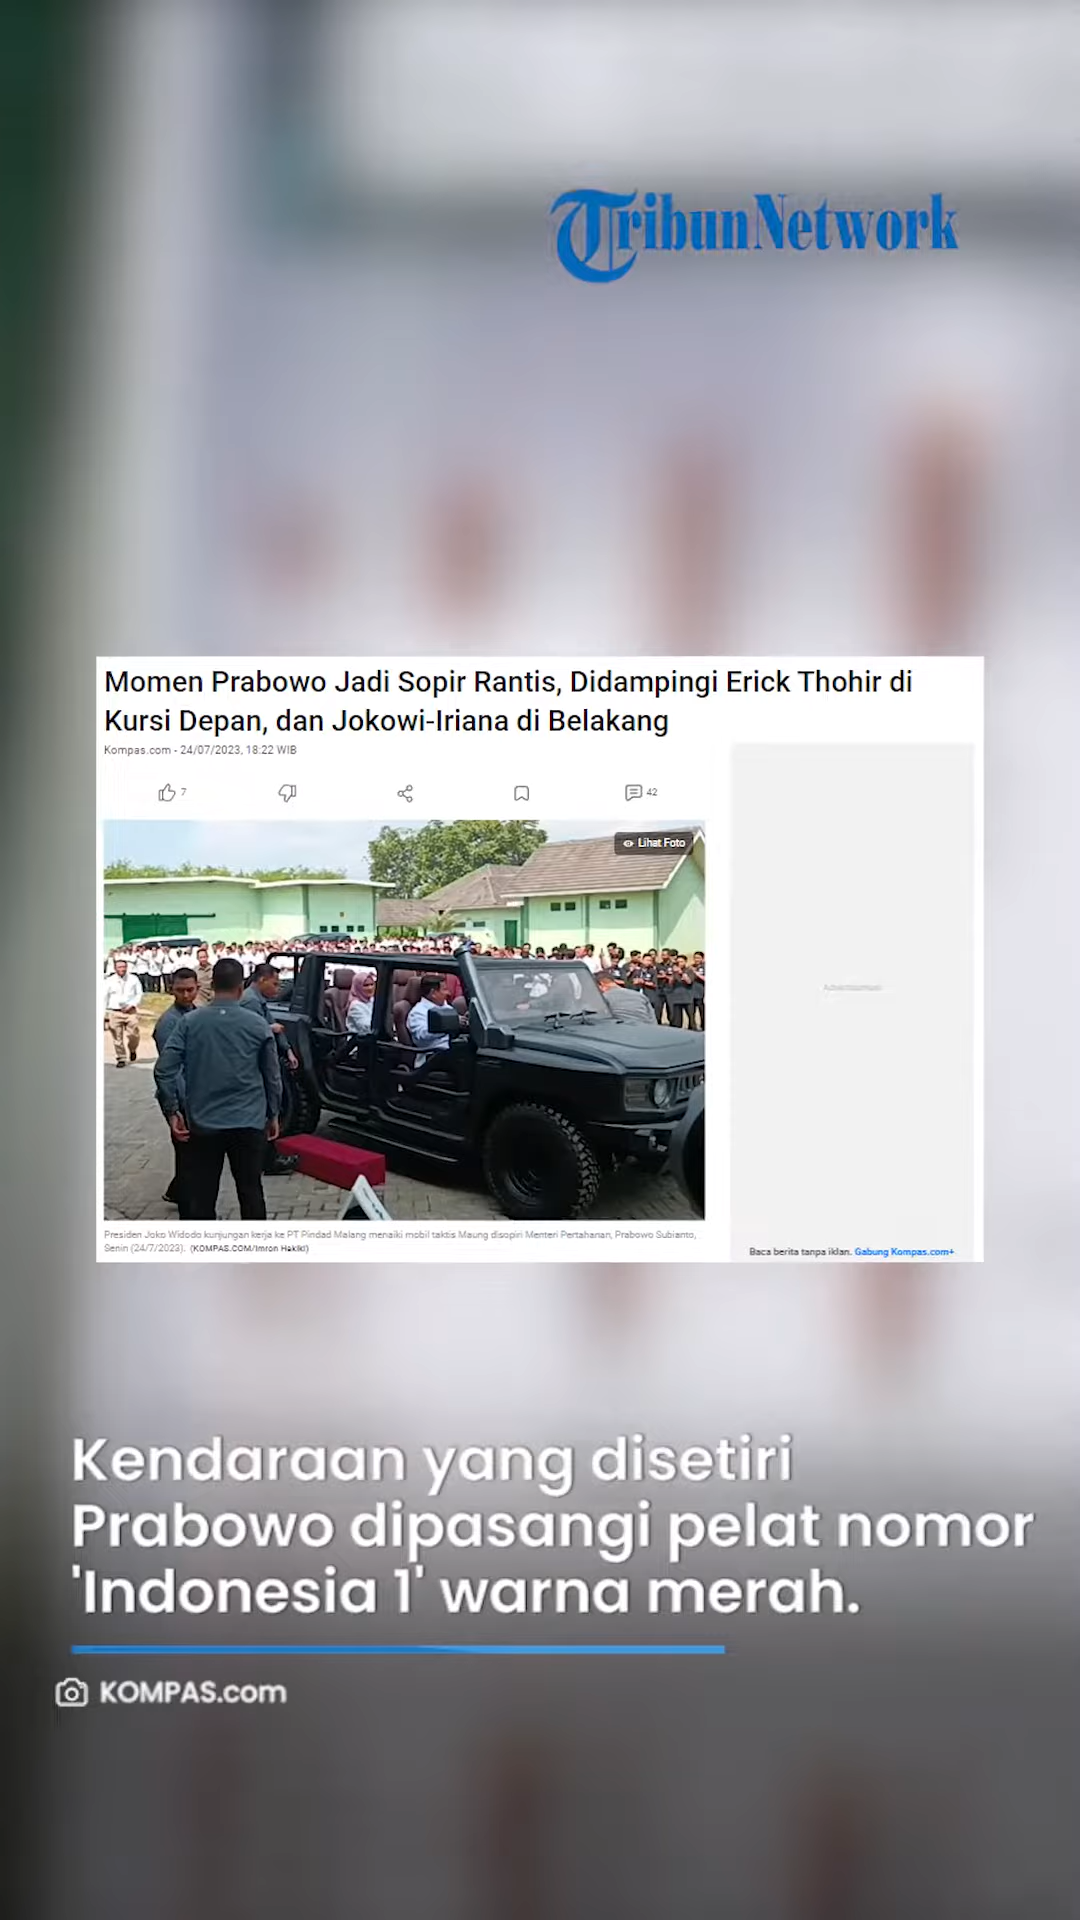 Tribun Network
Momen Prabowo Jadi Sopir Rantis, Didampingi Erick Thohir di
Kursi Depan, dan Jokowi-Iriana di Belakang
Kompas.com - 24/07/2023, 18:22 WIB
7
42
Lihat Foto
Advertisement
Presiden Joko Widodo kunjungan kerja ke PT Pindad Malang menaiki mobil taktis Maung disopiri Menteri Pertahanan, Prabowo Subianto,
Senin (24/7/2023). (KOMPAS.COM/Imron Hakiki)
Baca berita tanpa iklan. Gabung Kompas.com+
Kendaraan yang disetiri
Prabowo dipasangi pelat nomor
'Indonesia 1' warna merah.
KOMPAS.com